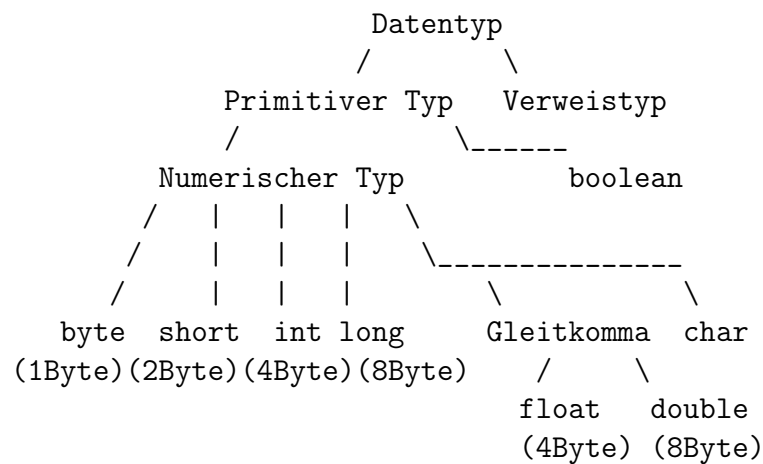 Datentyp
Primitiver Typ Verweistyp
Numerischer Typ boolean
byte short int long Gleitkomma char
(1Byte)(2Byte)(4Byte)(8Byte)
float double
(4Byte) (8Byte)